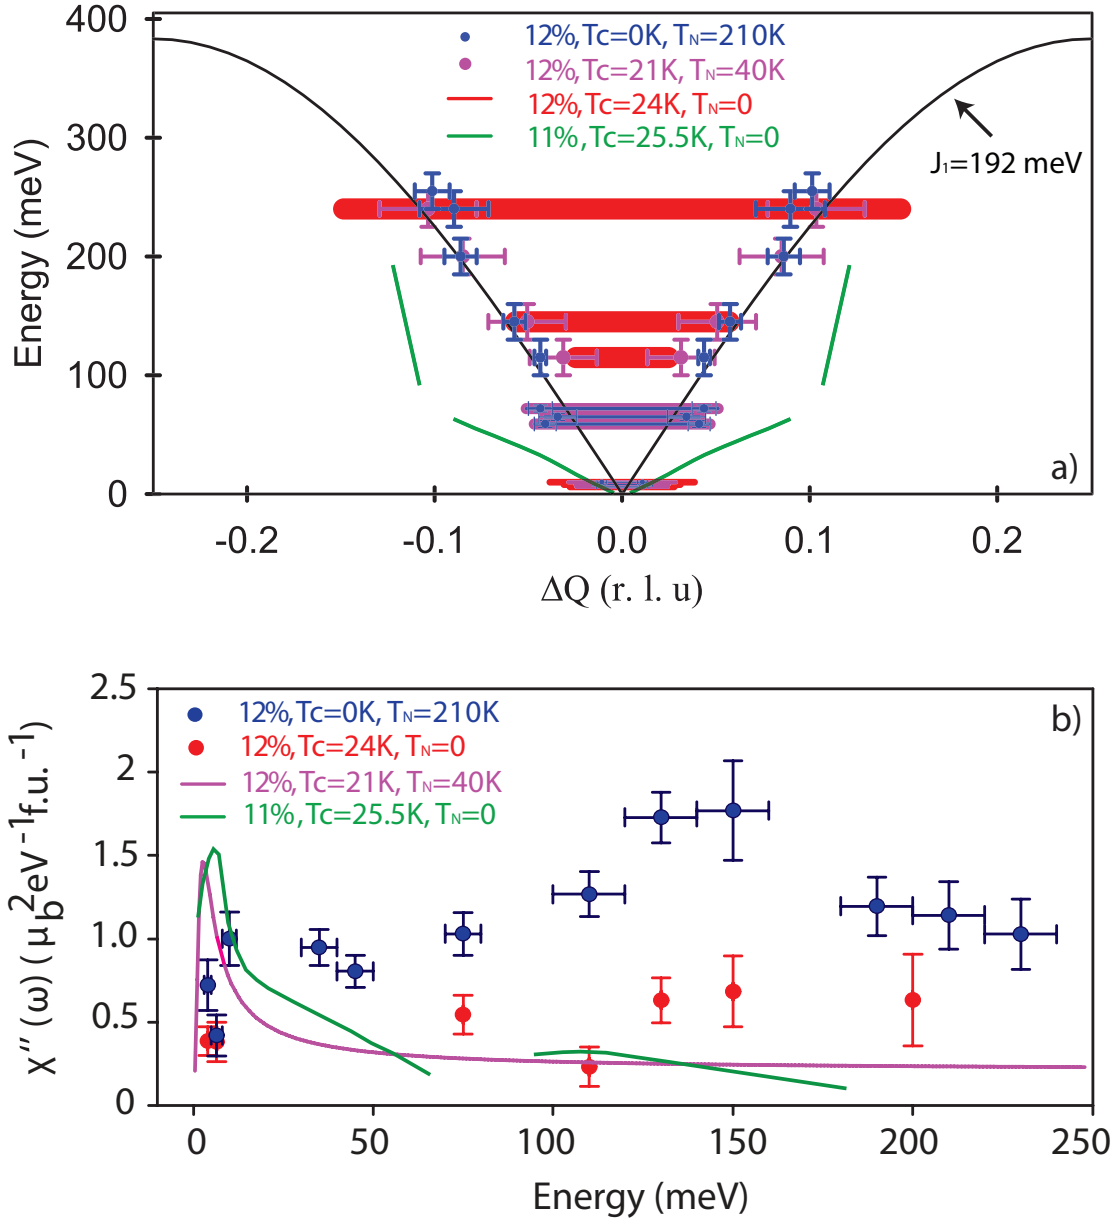 400
300
200
100
0
Energy (meV)
12%,Tc=0K, TN=210K
12%,Tc=21K, TN=40K
12%,Tc=24K, TN=0
11%,Tc=25.5K, TN=0
J1=192 meV
a)
-0.2 -0.1 0.0 0.1 0.2
ΔQ (r. l. u)
2.5
2
1.5
1.0
0.5
0
χ″ (ω) ( μb2eV-1f.u.-1)
12%,Tc=0K, TN=210K
12%,Tc=24K, TN=0
12%,Tc=21K, TN=40K
11%,Tc=25.5K, TN=0
b)
0 50 100 150 200 250
Energy (meV)